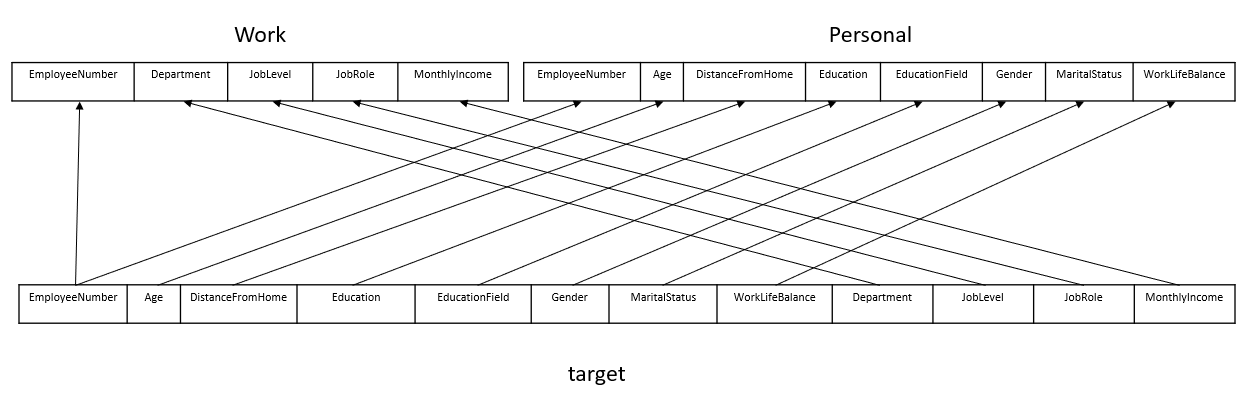 Work Personal
EmployeeNumber Department JobLevel JobRole MonthlyIncome EmployeeNumber Age DistanceFromHome Education EducationField Gender MaritalStatus WorkLifeBalance
EmployeeNumber Age DistanceFromHome Education EducationField Gender MaritalStatus WorkLifeBalance Department JobLevel JobRole MonthlyIncome
target